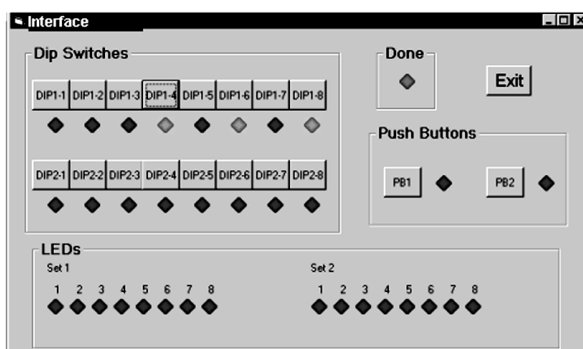 Interface
Dip Switches
DIP1-1 DIP1-2 DIP1-3 DIP1-4 DIP1-5 DIP1-6 DIP1-7 DIP1-8
DIP2-1 DIP2-2 DIP2-3 DIP2-4 DIP2-5 DIP2-6 DIP2-7 DIP2-8
Done
Exit
Push Buttons
PB1 PB2
LEDs
Set 1
1 2 3 4 5 6 7 8
Set 2
1 2 3 4 5 6 7 8